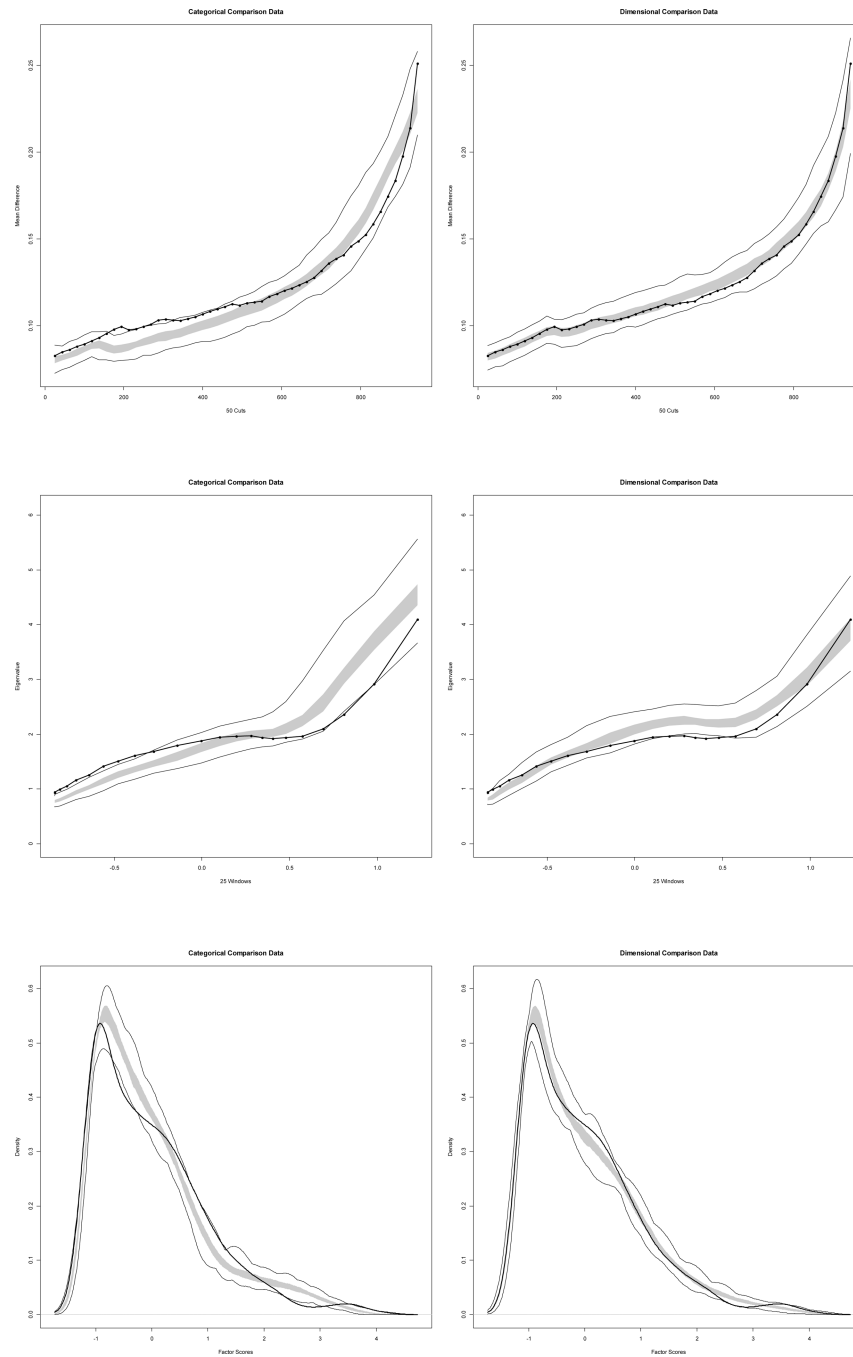 Categorical Comparison Data
Dimensional Comparison Data
Mean Difference
0.25
0.20
0.15
0.10
0 200 400 600 800
50 Cuts
Mean Difference
0.25
0.20
0.15
0.10
0 200 400 600 800
50 Cuts
Categorical Comparison Data
Dimensional Comparison Data
Eigenvalue
6
5
4
3
2
1
0
-0.5 0.0 0.5 1.0
25 Windows
Eigenvalue
6
5
4
3
2
1
0
-0.5 0.0 0.5 1.0
25 Windows
Categorical Comparison Data
Dimensional Comparison Data
Density
0.6
0.5
0.4
0.3
0.2
0.1
0.0
-1 0 1 2 3 4
Factor Scores
Density
0.6
0.5
0.4
0.3
0.2
0.1
0.0
-1 0 1 2 3 4
Factor Scores